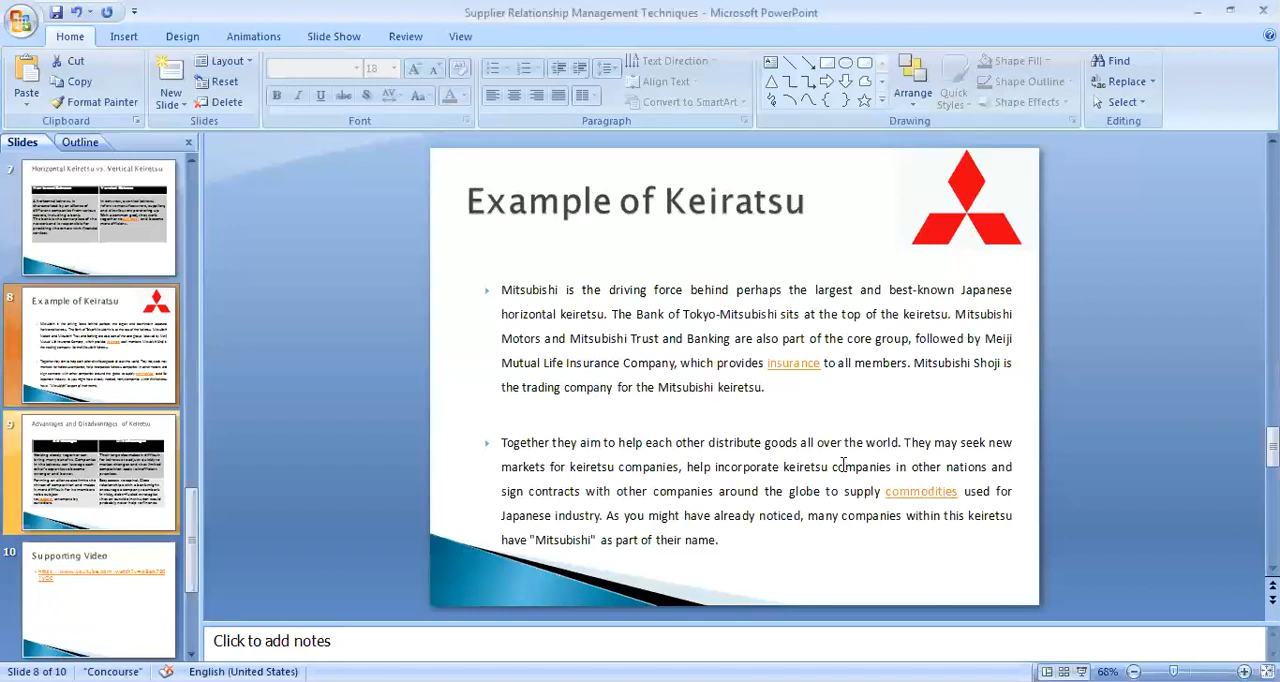 Supplier Relationship Management Techniques - Microsoft PowerPoint
Home Insert Design Animations Slide Show Review View
Cut Layout 18 Text Direction Shape Fill Find
Paste Copy New Slide Reset Align Text Arrange Quick Styles Shape Outline Replace
Format Painter Delete B I U abc S AV Aa A Convert to SmartArt Shape Effects Select
Clipboard Slides Font Paragraph Drawing Editing
Slides Outline
7
Horizontal Keiretsu vs. Vertical Keiretsu
8
Example of Keiratsu
9
Advantages and Disadvantages of Keiretsu
10
Supporting Video
Example of Keiratsu
Mitsubishi is the driving force behind perhaps the largest and best-known Japanese
horizontal keiretsu. The Bank of Tokyo-Mitsubishi sits at the top of the keiretsu. Mitsubishi
Motors and Mitsubishi Trust and Banking are also part of the core group, followed by Meiji
Mutual Life Insurance Company, which provides insurance to all members. Mitsubishi Shoji is
the trading company for the Mitsubishi keiretsu.
Together they aim to help each other distribute goods all over the world. They may seek new
markets for keiretsu companies, help incorporate keiretsu companies in other nations and
sign contracts with other companies around the globe to supply commodities used for
Japanese industry. As you might have already noticed, many companies within this keiretsu
have "Mitsubishi" as part of their name.
Click to add notes
Slide 8 of 10 "Concourse" English (United States) 68%